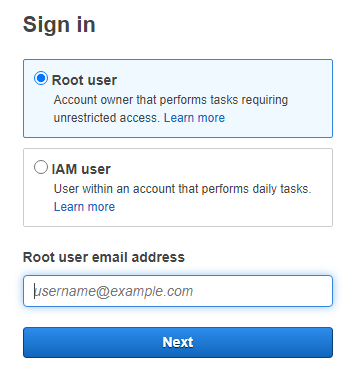 Sign in
Root user
Account owner that performs tasks requiring
unrestricted access. Learn more
IAM user
User within an account that performs daily tasks.
Learn more
Root user email address
username@example.com
Next